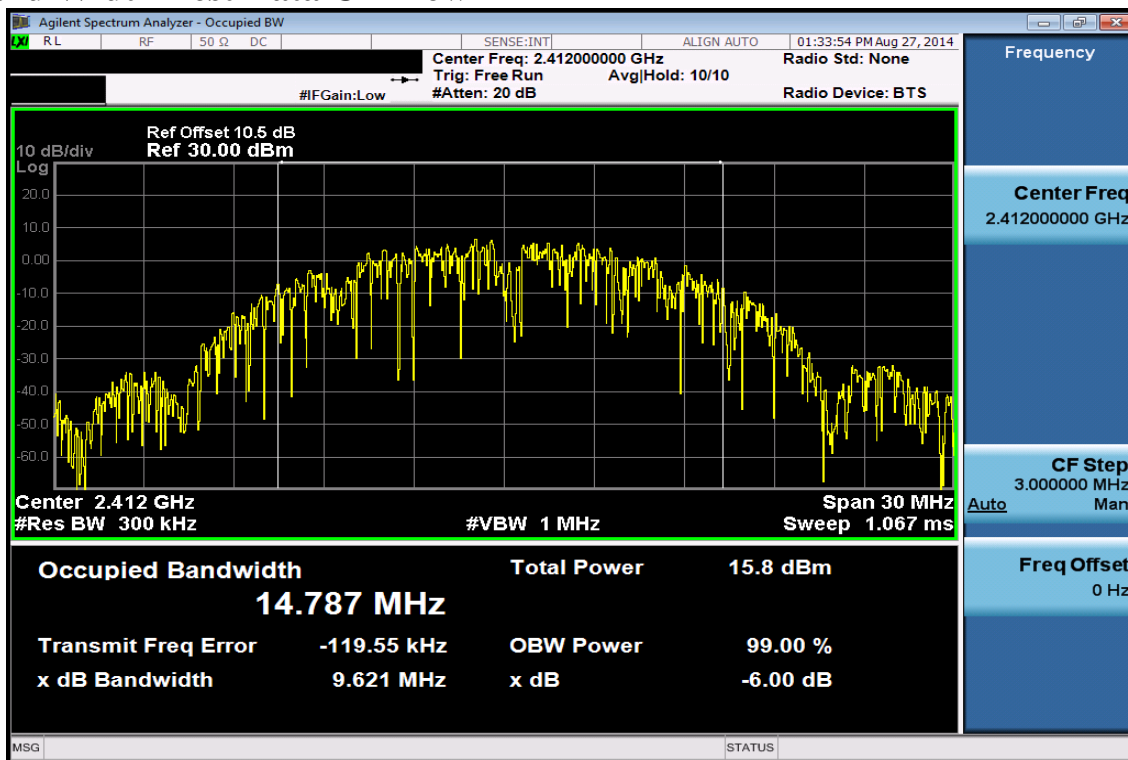 Agilent Spectrum Analyzer - Occupied BW
LXI RL RF 50 Ω DC SENSE:INT ALIGN AUTO 01:33:54 PM Aug 27, 2014
Center Freq: 2.412000000 GHz Radio Std: None
Trig: Free Run Avg|Hold: 10/10
#IFGain:Low #Atten: 20 dB Radio Device: BTS
Frequency
Ref Offset 10.5 dB
10 dB/div Ref 30.00 dBm
Log
20.0
10.0
0.00
-10.0
-20.0
-30.0
-40.0
-50.0
-60.0
Center 2.412 GHz Span 30 MHz
#Res BW 300 kHz #VBW 1 MHz Sweep 1.067 ms
Center Freq
2.412000000 GHz
CF Step
3.000000 MHz
Auto Man
Freq Offset
0 Hz
Occupied Bandwidth Total Power 15.8 dBm
14.787 MHz
Transmit Freq Error -119.55 kHz OBW Power 99.00 %
x dB Bandwidth 9.621 MHz x dB -6.00 dB
MSG STATUS